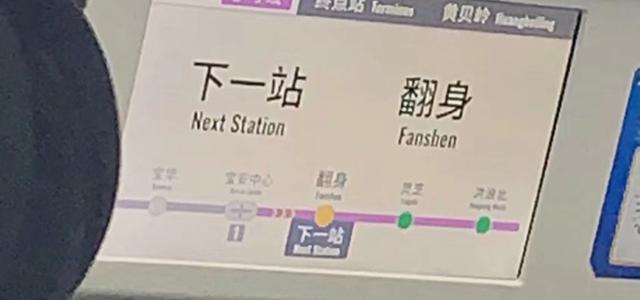 终点站 Terminus 黄贝岭 Huangbeiling
下一站 翻身
Next Station Fanshen
宝华 宝安中心 翻身 灵芝 洪浪北
Fanshen
1
下一站
Next Station